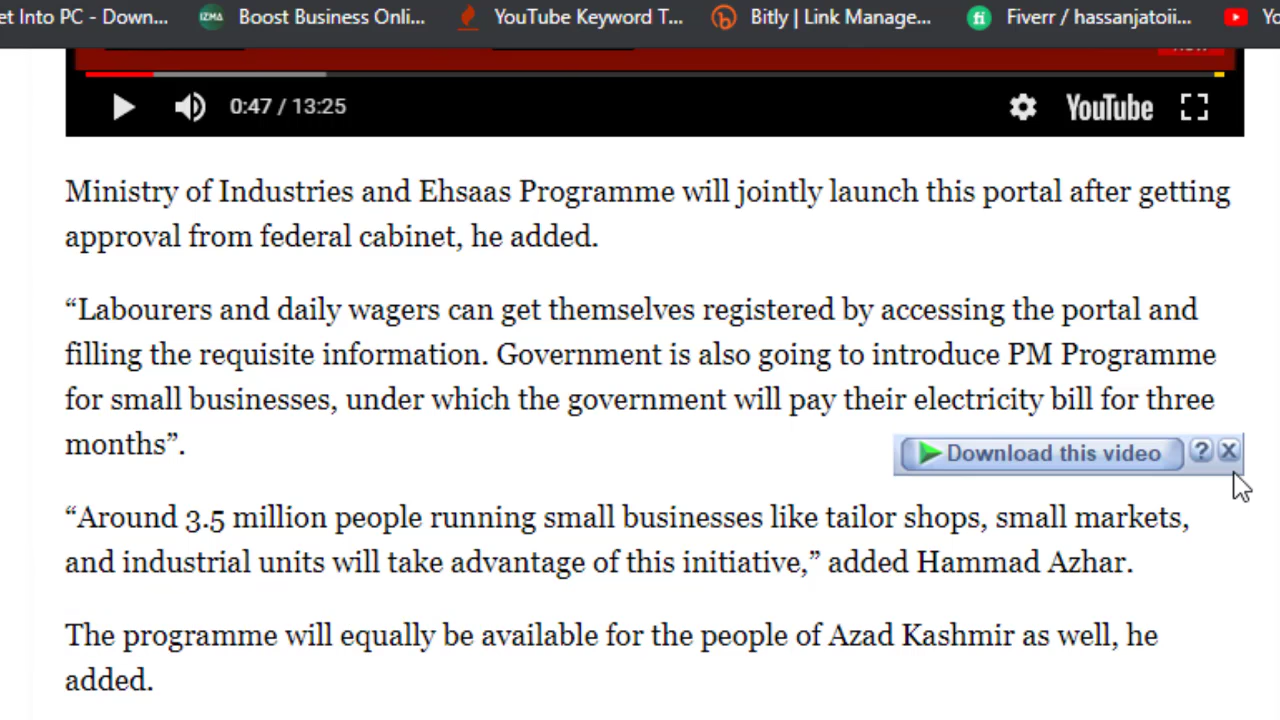 et Into PC - Down...
IZMA
Boost Business Onli...
YouTube Keyword T...
Bitly | Link Manage...
fi
Fiverr / hassanjatoii...
Yo
0:47 / 13:25
YouTube
Ministry of Industries and Ehsaas Programme will jointly launch this portal after getting
approval from federal cabinet, he added.
“Labourers and daily wagers can get themselves registered by accessing the portal and
filling the requisite information. Government is also going to introduce PM Programme
for small businesses, under which the government will pay their electricity bill for three
months”.
Download this video
?
“Around 3.5 million people running small businesses like tailor shops, small markets,
and industrial units will take advantage of this initiative,” added Hammad Azhar.
The programme will equally be available for the people of Azad Kashmir as well, he
added.